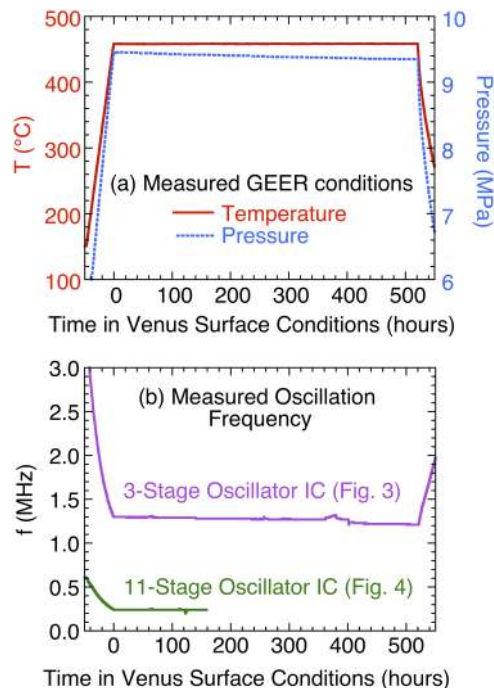 500
400
300
200
100
T (°C)
10
9
8
7
6
Pressure (MPa)
(a) Measured GEER conditions
Temperature
Pressure
0 100 200 300 400 500
Time in Venus Surface Conditions (hours)
3.0
2.5
2.0
1.5
1.0
0.5
0.0
f (MHz)
(b) Measured Oscillation
Frequency
3-Stage Oscillator IC (Fig. 3)
11-Stage Oscillator IC (Fig. 4)
0 100 200 300 400 500
Time in Venus Surface Conditions (hours)